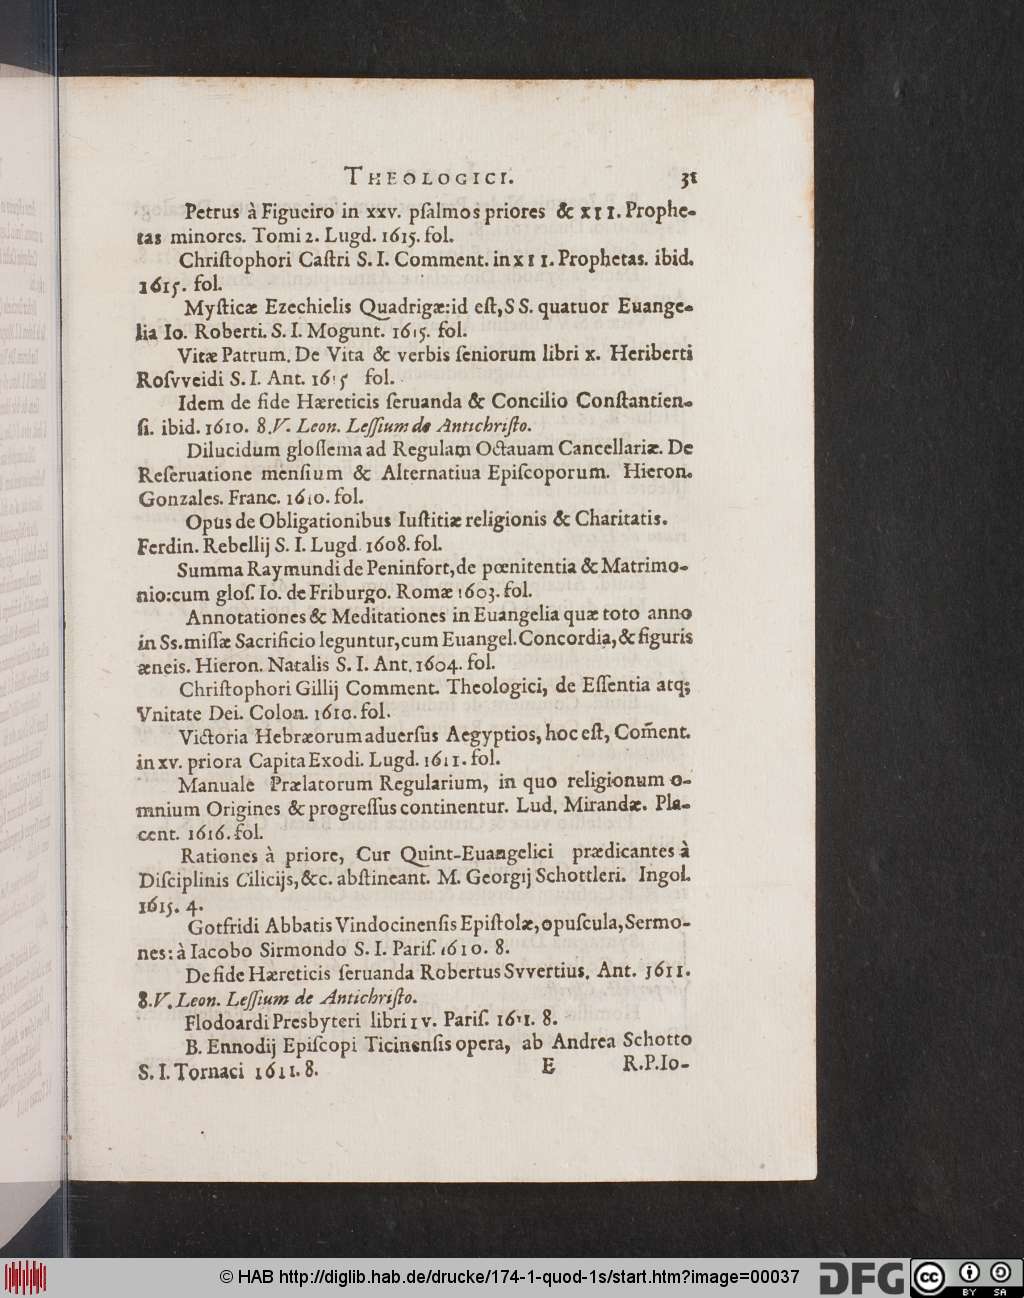 THEOLOGICI. 31
Petrus à Figueiro in xxv. pſalmos priores & XII. Prophe-
tas minores. Tomi 2. Lugd. 1615. fol.
Chriſtophori Caſtri S. I. Comment. in XII. Prophetas. ibid.
1615. fol.
Myſticæ Ezechielis Quadrigæ: id eſt, SS. quatuor Euange-
lia Io. Roberti. S. I. Mogunt. 1615. fol.
Vitæ Patrum. De Vita & verbis ſeniorum libri x. Heriberti
Roſvveidi S. I. Ant. 1615 fol.
Idem de fide Hæreticis ſeruanda & Concilio Conſtantien-
ſi. ibid. 1610. 8. V. Leon. Leſſium de Antichriſto.
Dilucidum gloſſema ad Regulam Octauam Cancellariæ. De
Reſeruatione menſium & Alternatiua Epiſcoporum. Hieron.
Gonzales. Franc. 1610. fol.
Opus de Obligationibus Iuſtitiæ religionis & Charitatis.
Ferdin. Rebellij S. I. Lugd. 1608. fol.
Summa Raymundi de Peninfort, de pœnitentia & Matrimo-
nio: cum gloſ. Io. de Friburgo. Romæ 1603. fol.
Annotationes & Meditationes in Euangelia quæ toto anno
in Ss. miſſæ Sacrificio leguntur, cum Euangel. Concordia, & figuris
æneis. Hieron. Natalis S. I. Ant. 1604. fol.
Chriſtophori Gillij Comment. Theologici, de Eſſentia atq;
Vnitate Dei. Colon. 1610. fol.
Victoria Hebræorum aduerſus Aegyptios, hoc eſt, Com̃ent.
in xv. priora Capita Exodi. Lugd. 1611. fol.
Manuale Prælatorum Regularium, in quo religionum o-
mnium Origines & progreſſus continentur. Lud. Mirandæ. Pla-
cent. 1616. fol.
Rationes à priore, Cur Quint-Euangelici prædicantes à
Diſciplinis Cilicijs, &c. abſtineant. M. Georgij Schottleri. Ingol.
1615. 4.
Gotfridi Abbatis Vindocinenſis Epiſtolæ, opuſcula, Sermo-
nes: à Iacobo Sirmondo S. I. Pariſ. 1610. 8.
De fide Hæreticis ſeruanda Robertus Svvertius. Ant. 1611.
8. V. Leon. Leſſium de Antichriſto.
Flodoardi Presbyteri libri IV. Pariſ. 1611. 8.
B. Ennodij Epiſcopi Ticinenſis opera, ab Andrea Schotto
S. I. Tornaci 1611. 8. E R.P.Io-
© HAB http://diglib.hab.de/drucke/174-1-quod-1s/start.htm?image=00037 DFG cc BY SA